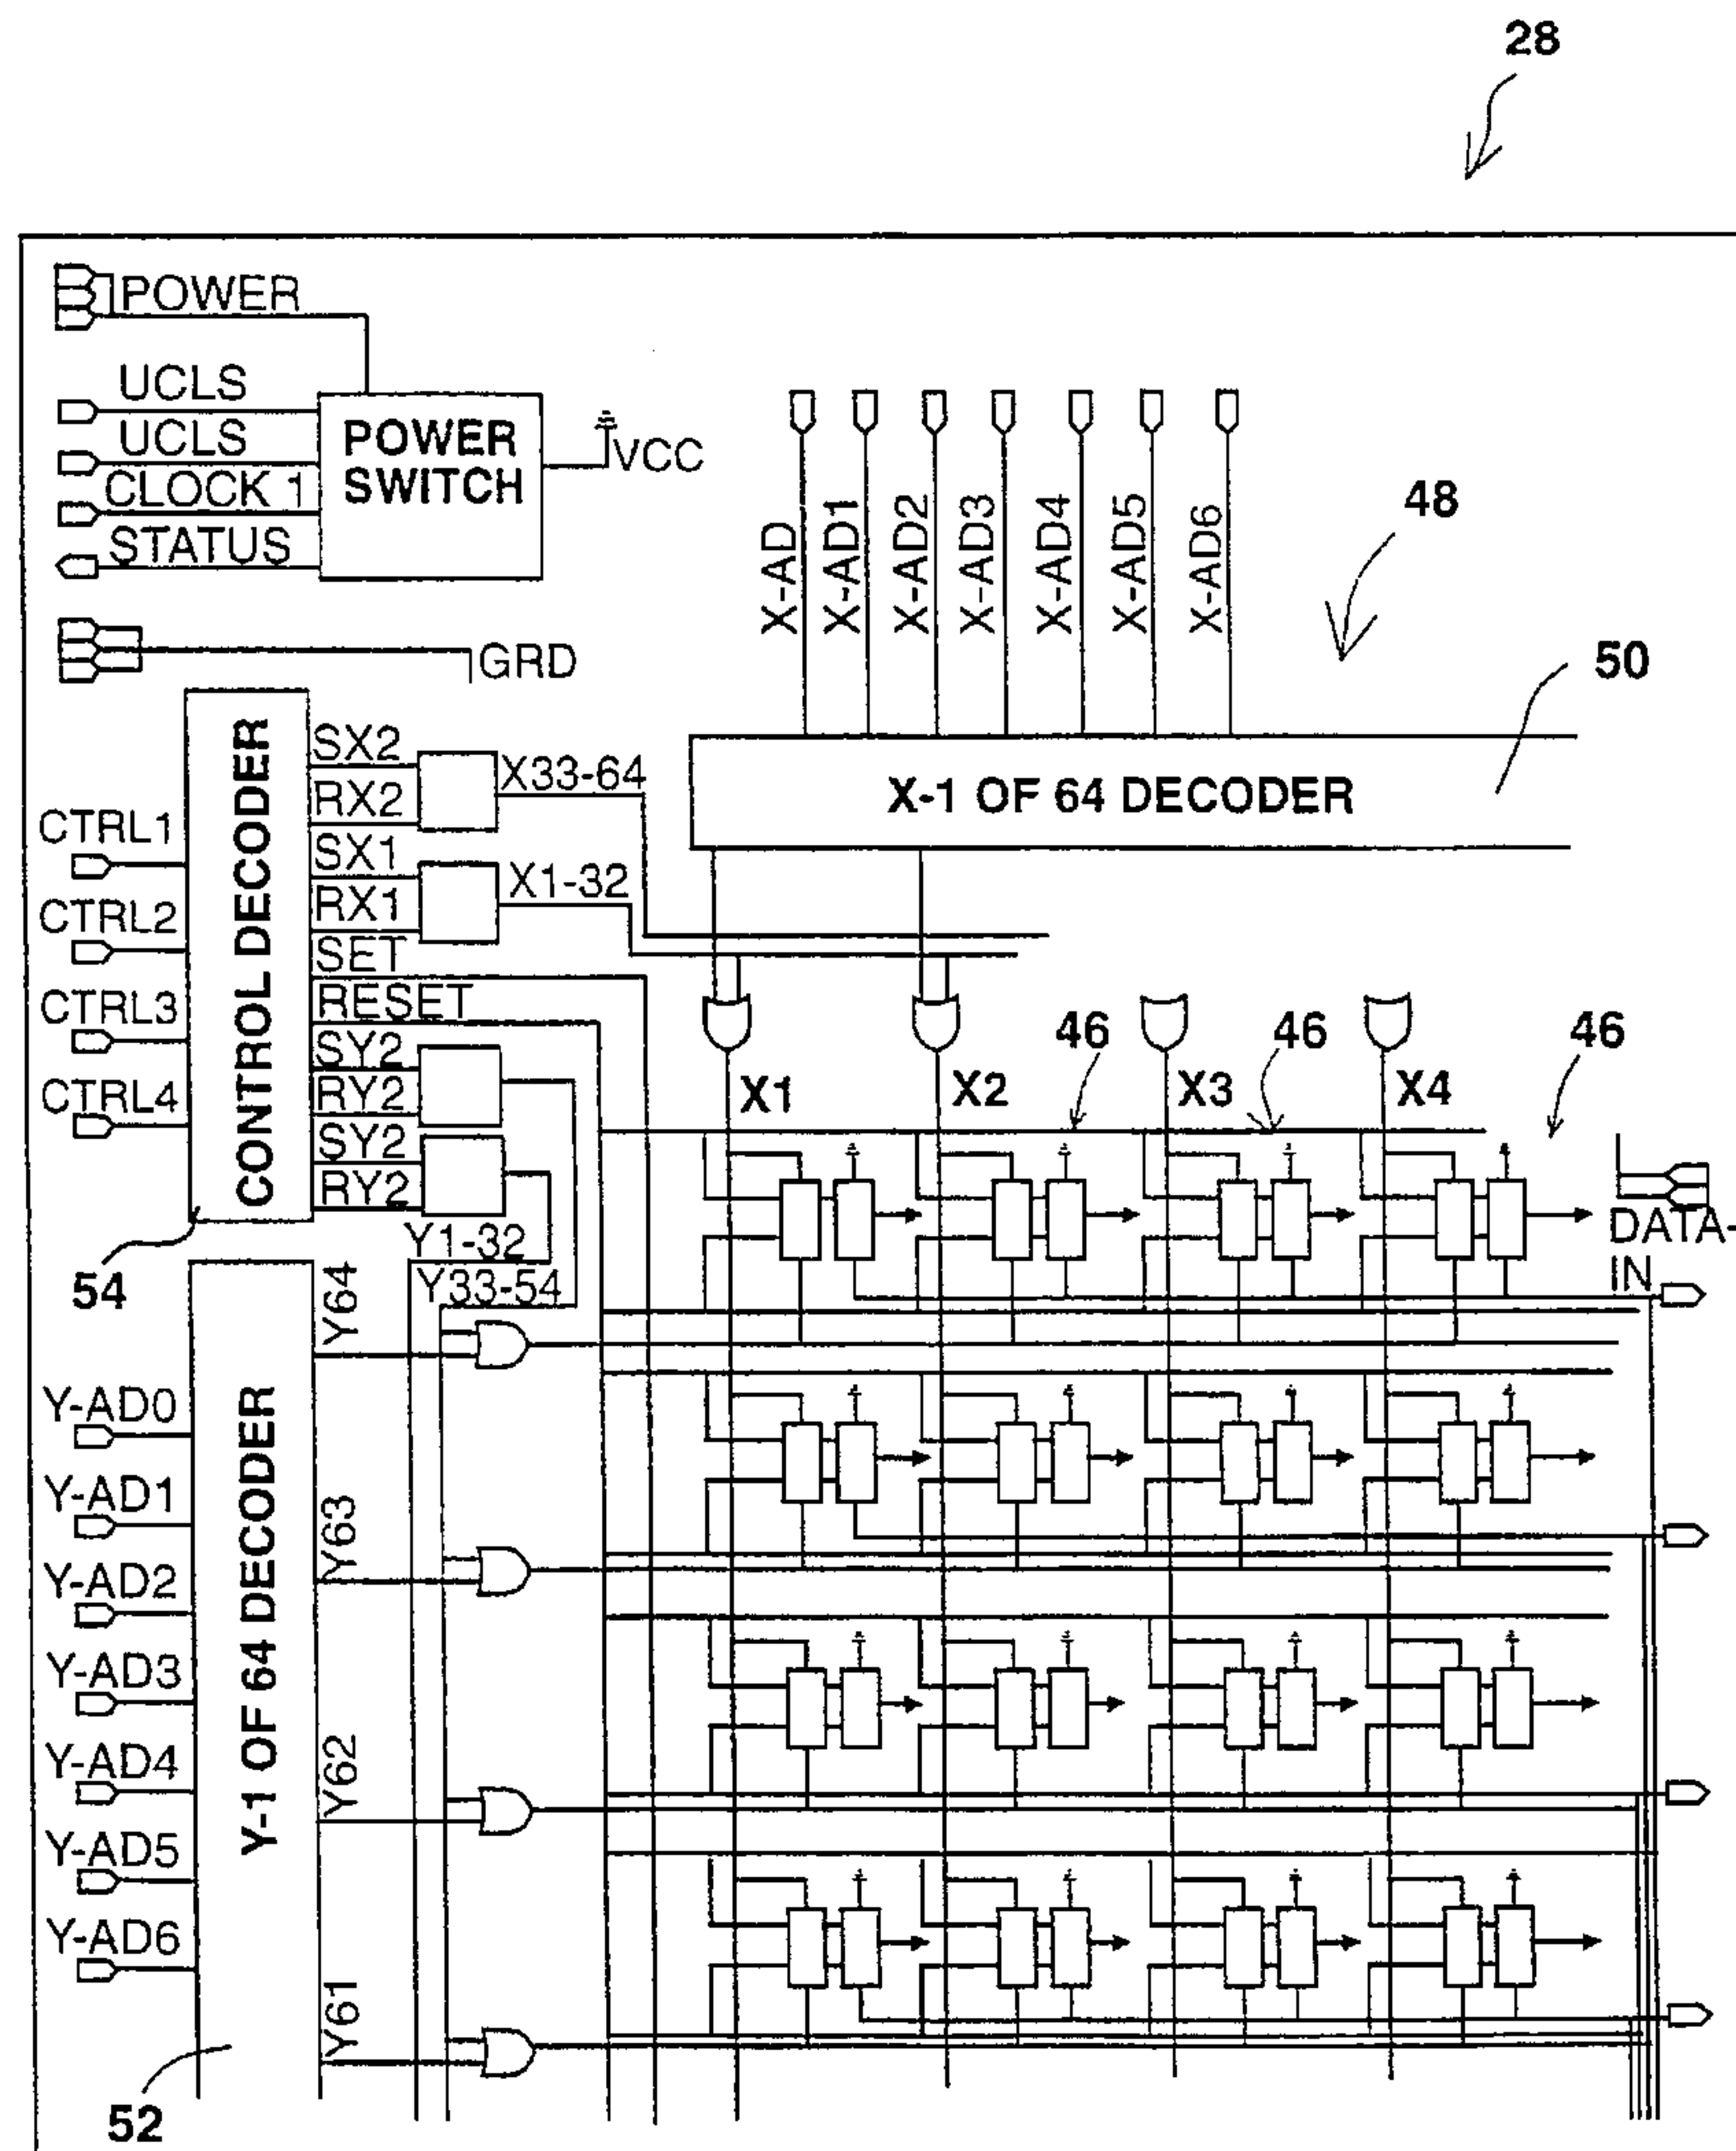 28
POWER
UCLS
UCLS
CLOCK 1
STATUS
POWER
SWITCH
VCC
GRD
X-AD
X-AD1
X-AD2
X-AD3
X-AD4
X-AD5
X-AD6
48
50
X-1 OF 64 DECODER
CONTROL DECODER
CTRL1
CTRL2
CTRL3
CTRL4
SX2
RX2
SX1
RX1
SET
RESET
SY2
RY2
SY2
RY2
X33-64
X1-32
Y1-32
Y33-54
54
X1
X2
X3
X4
46
46
46
DATA-
IN
Y64
Y63
Y62
Y61
Y-1 OF 64 DECODER
Y-AD0
Y-AD1
Y-AD2
Y-AD3
Y-AD4
Y-AD5
Y-AD6
52